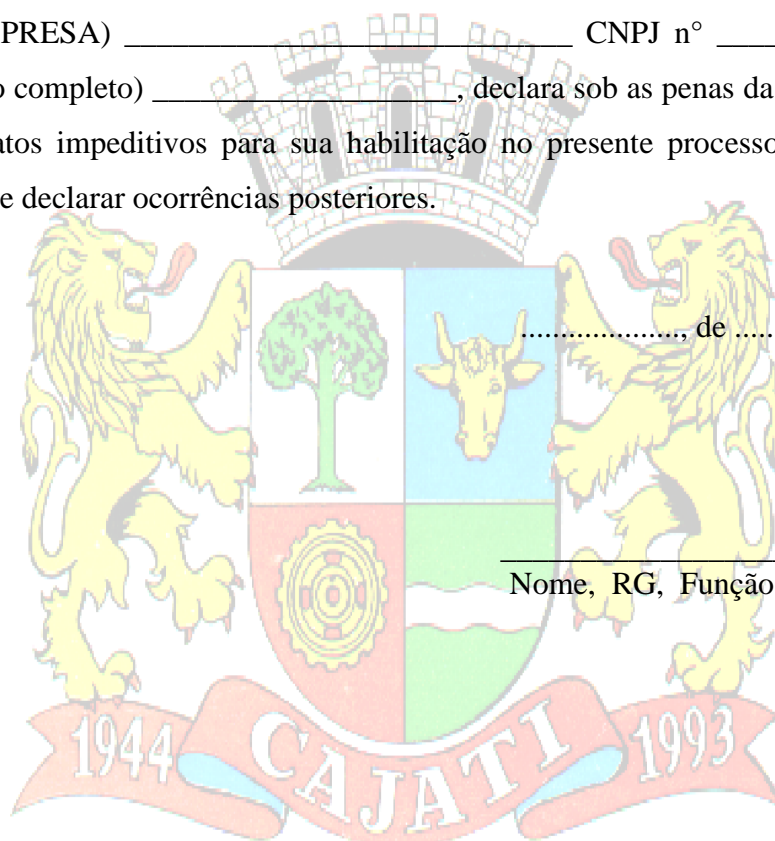 PRESA) ____________________________ CNPJ n° ____
o completo) ___________________, declara sob as penas da
atos impeditivos para sua habilitação no presente processo
e declarar ocorrências posteriores.
...................., de .....
__________________
Nome, RG, Função
1944 CAJATI 1993